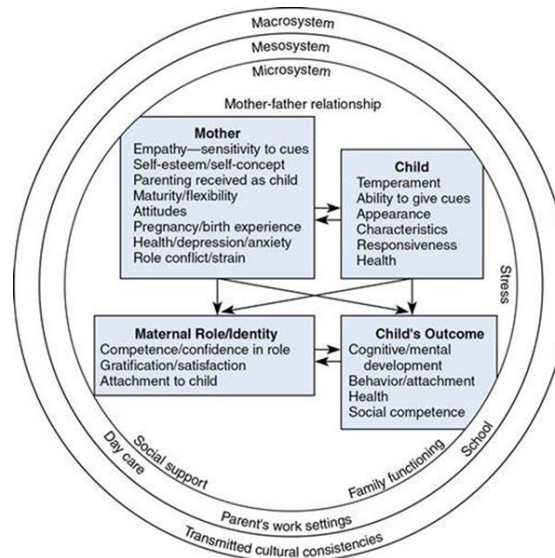 Macrosystem
Mesosystem
Microsystem
Mother-father relationship
Mother
Empathy—sensitivity to cues
Self-esteem/self-concept
Parenting received as child
Maturity/flexibility
Attitudes
Pregnancy/birth experience
Health/depression/anxiety
Role conflict/strain
Child
Temperament
Ability to give cues
Appearance
Characteristics
Responsiveness
Health
Stress
Maternal Role/Identity
Competence/confidence in role
Gratification/satisfaction
Attachment to child
Child's Outcome
Cognitive/mental
development
Behavior/attachment
Health
Social competence
Social support
Family functioning
Day care
School
Parent's work settings
Transmitted cultural consistencies